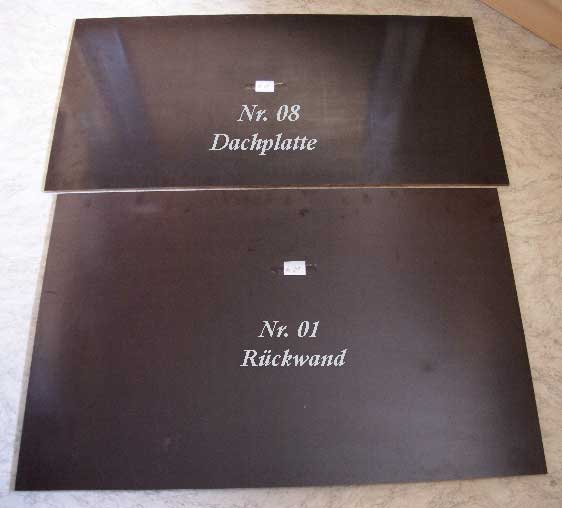 Nr. 08
Dachplatte
Nr. 01
Rückwand